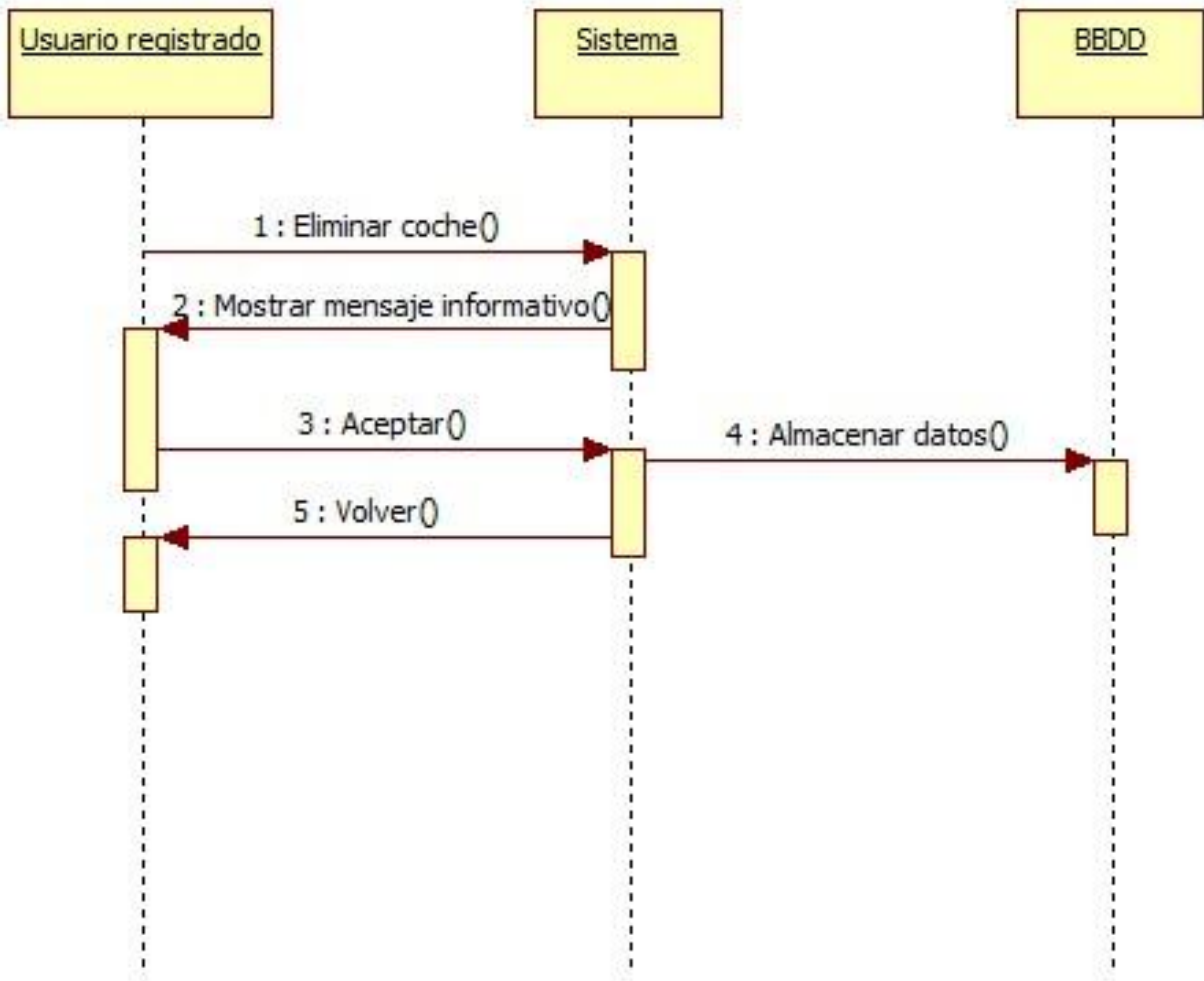 Usuario registrado
Sistema
BBDD
1 : Eliminar coche()
2 : Mostrar mensaje informativo()
3 : Aceptar()
4 : Almacenar datos()
5 : Volver()